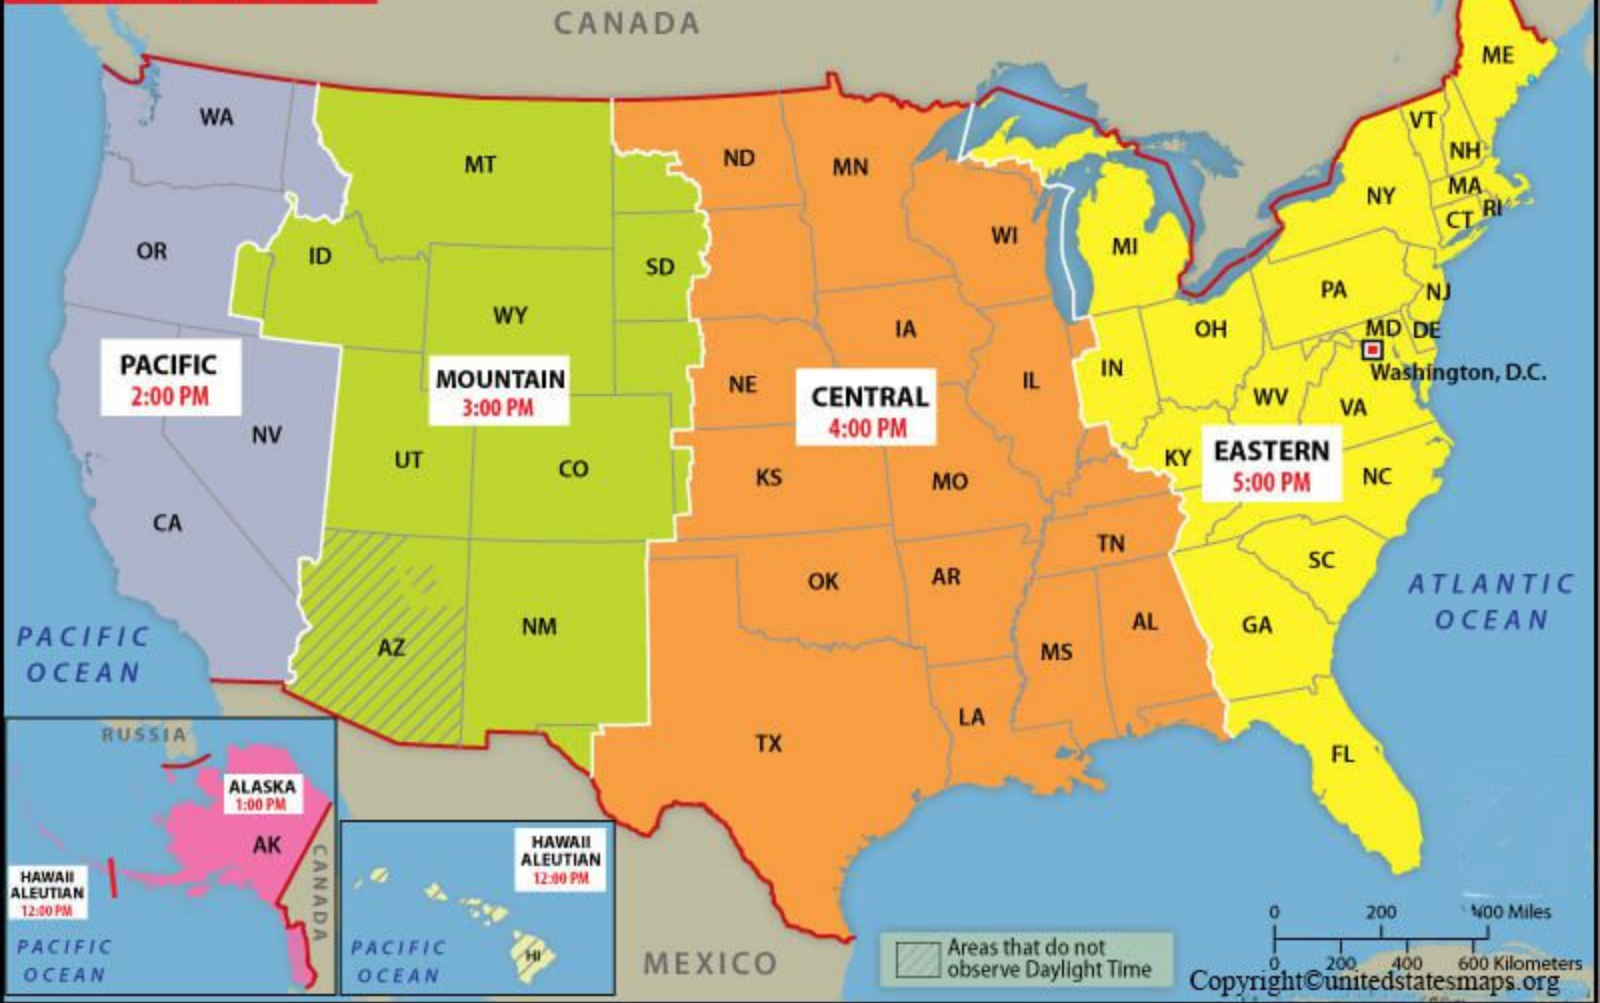 CANADA
ME
WA
VT
MT
ND
MN
NH
MA
NY
RI
CT
WI
OR
ID
MI
SD
PA
NJ
WY
IA
OH
MD
DE
PACIFIC
2:00 PM
MOUNTAIN
3:00 PM
NE
CENTRAL
4:00 PM
IL
IN
Washington, D.C.
WV
VA
NV
UT
CO
KS
MO
KY
EASTERN
5:00 PM
NC
CA
TN
SC
OK
AR
ATLANTIC
OCEAN
PACIFIC
OCEAN
AZ
NM
MS
AL
GA
LA
TX
FL
RUSSIA
ALASKA
1:00 PM
AK
CANADA
HAWAII
ALEUTIAN
12:00 PM
PACIFIC
OCEAN
HAWAII
ALEUTIAN
12:00 PM
PACIFIC
OCEAN
HI
MEXICO
Areas that do not
observe Daylight Time
0 200 400 Miles
0 200 400 600 Kilometers
Copyright©unitedstatesmaps.org